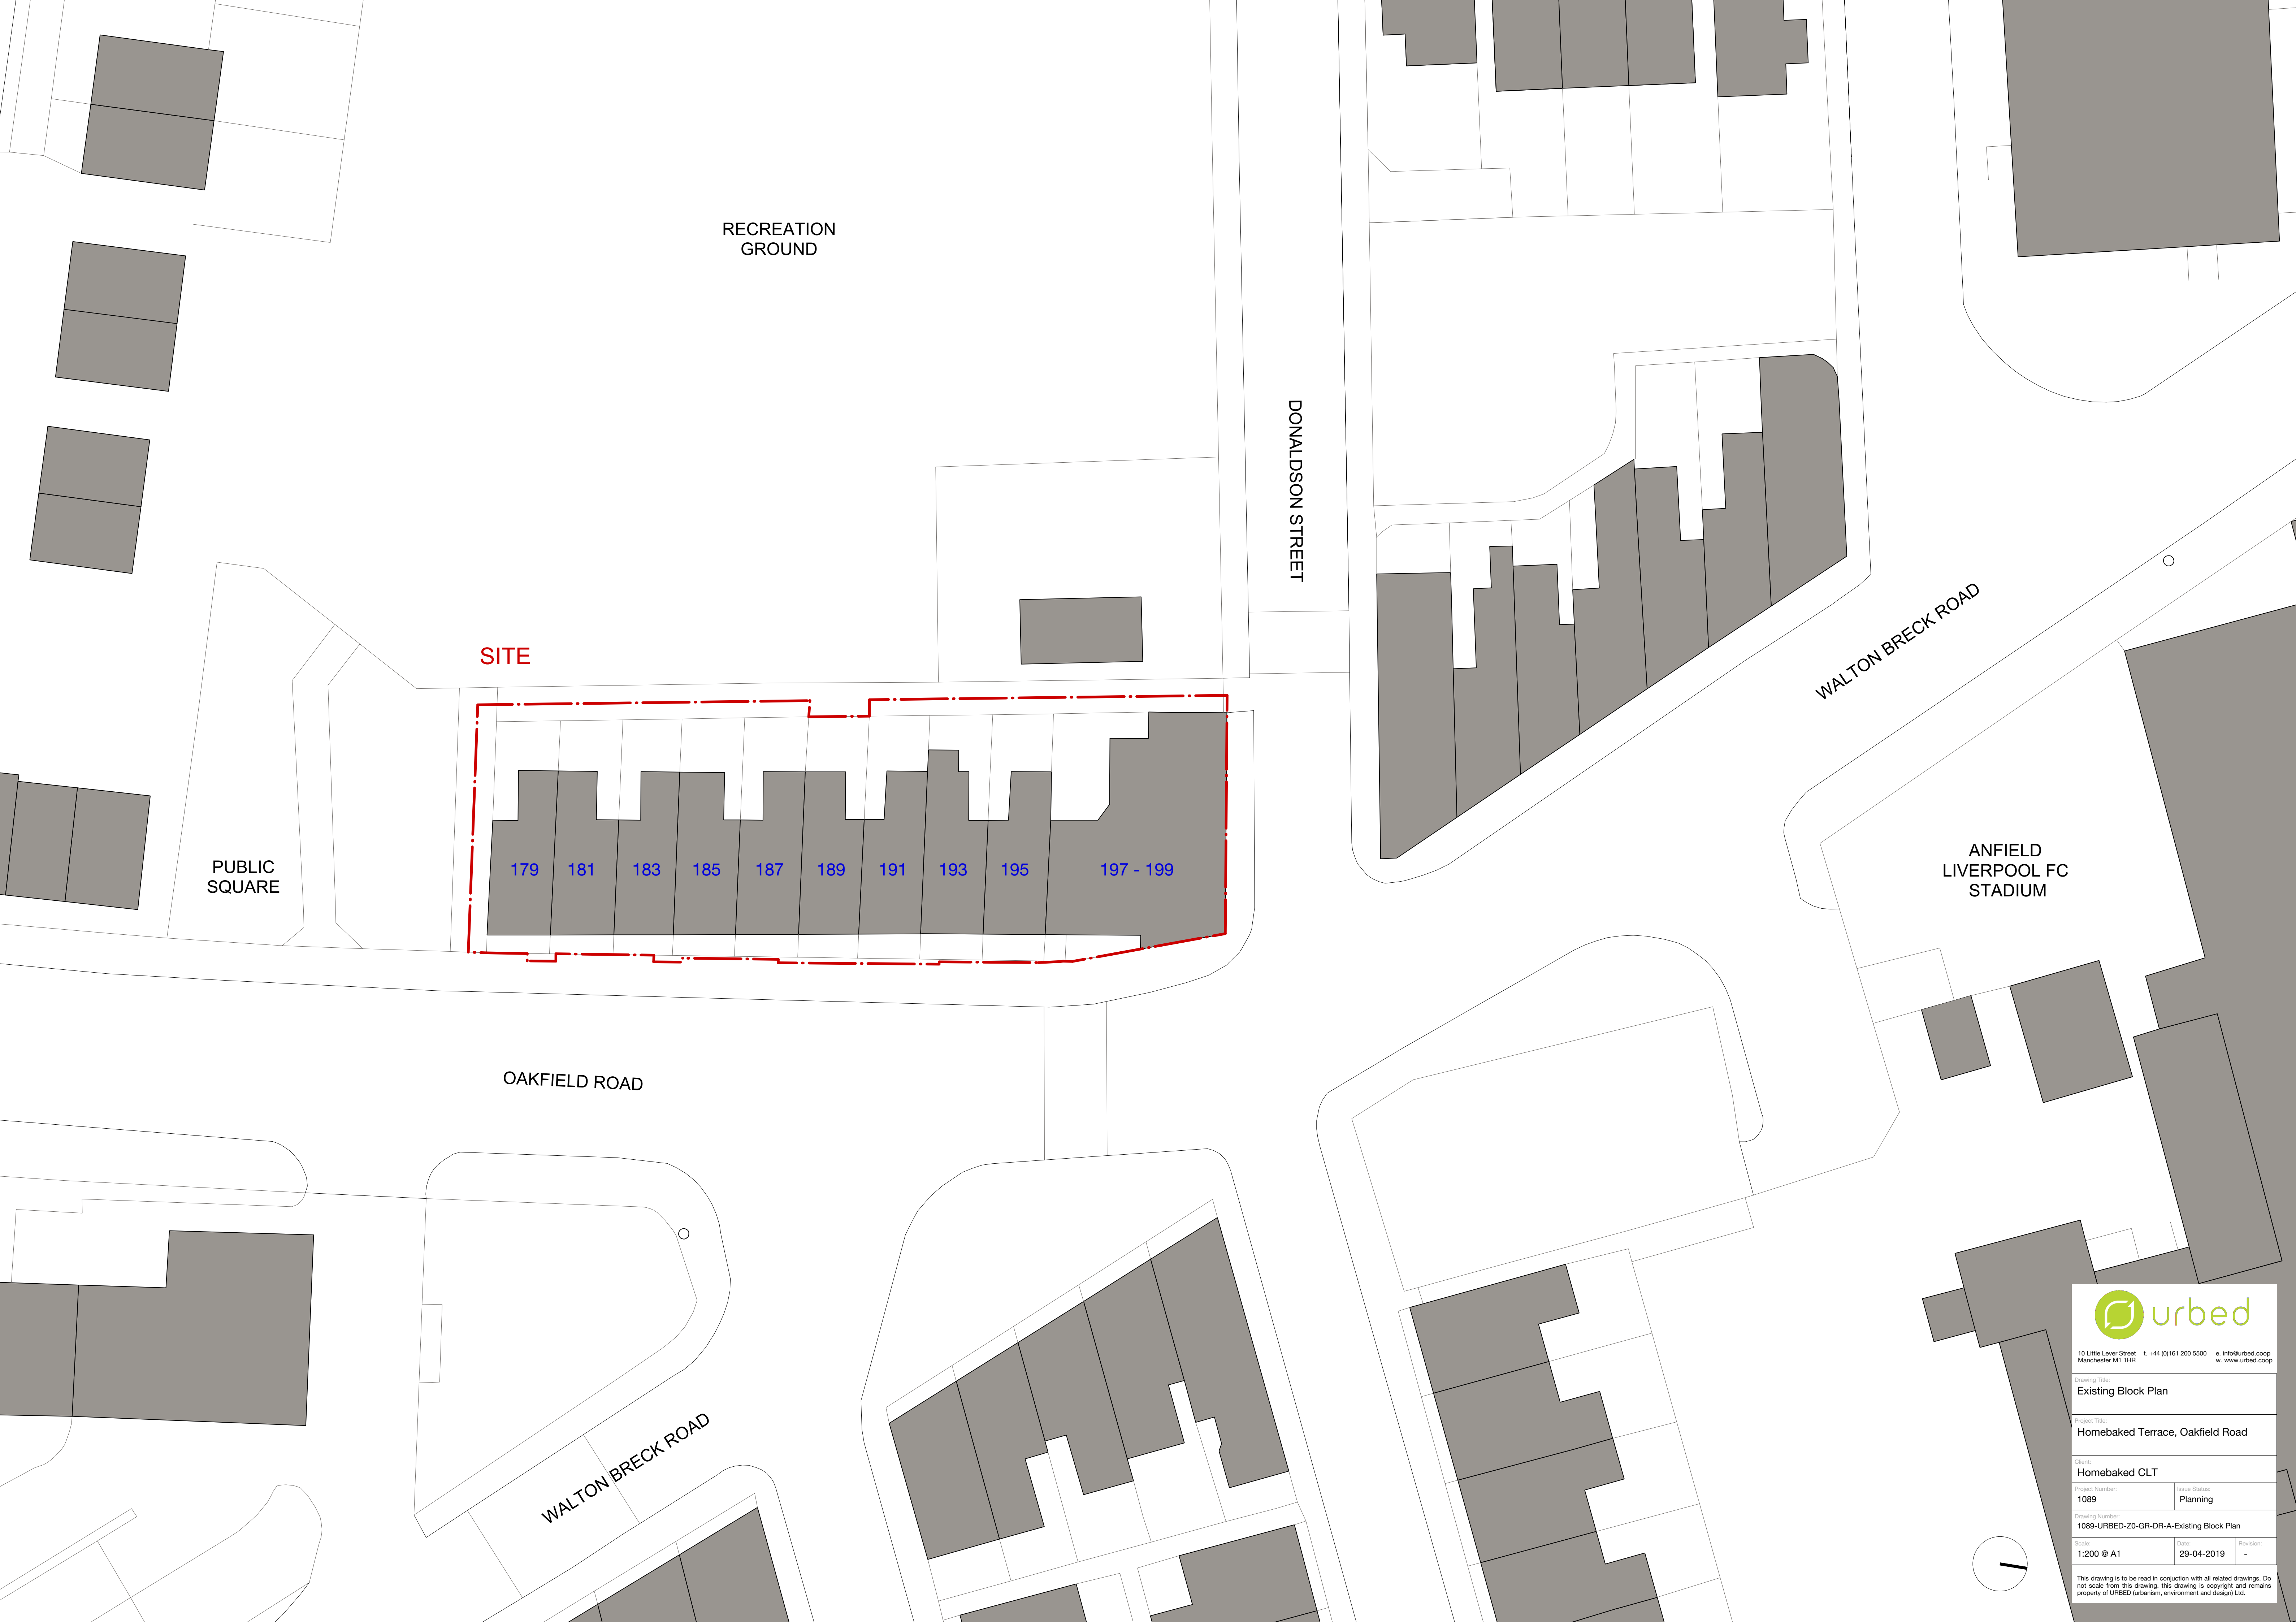 RECREATION
GROUND
DONALDSON STREET
SITE
WALTON BRECK ROAD
179 181 183 185 187 189 191 193 195 197 - 199
PUBLIC
SQUARE
ANFIELD
LIVERPOOL FC
STADIUM
OAKFIELD ROAD
WALTON BRECK ROAD
urbed
10 Little Lever Street t. +44 (0)161 200 5500 e. info@urbed.coop
Manchester M1 1HR w. www.urbed.coop
Drawing Title:
Existing Block Plan
Project Title:
Homebaked Terrace, Oakfield Road
Client:
Homebaked CLT
Project Number: Issue Status:
1089 Planning
Drawing Number:
1089-URBED-Z0-GR-DR-A-Existing Block Plan
Scale: Date: Revision:
1:200 @ A1 29-04-2019 -
This drawing is to be read in conjuction with all related drawings. Do
not scale from this drawing. this drawing is copyright and remains
property of URBED (urbanism, environment and design) Ltd.